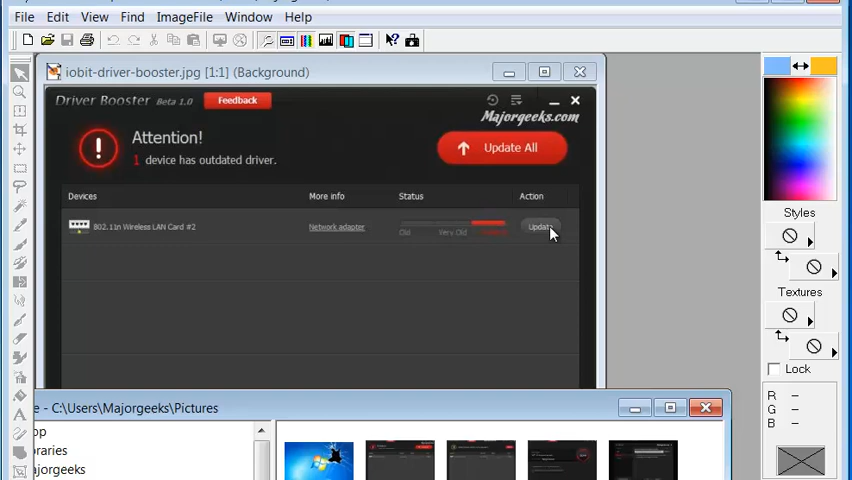 File Edit View Find ImageFile Window Help
iobit-driver-booster.jpg [1:1] (Background)
Driver Booster Beta 1.0 Feedback
Majorgeeks.com
Attention!
1 device has outdated driver.
Update All
Devices More info Status Action
802.11n Wireless LAN Card #2 Network adapter Update
Old Very Old
Styles
Textures
Lock
R –
G –
B –
e - C:\Users\Majorgeeks\Pictures
op
braries
ajorgeeks